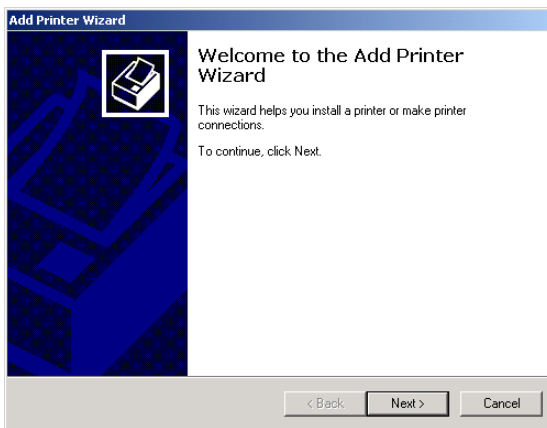 Add Printer Wizard
Welcome to the Add Printer
Wizard
This wizard helps you install a printer or make printer
connections.
To continue, click Next.
< Back
Next >
Cancel